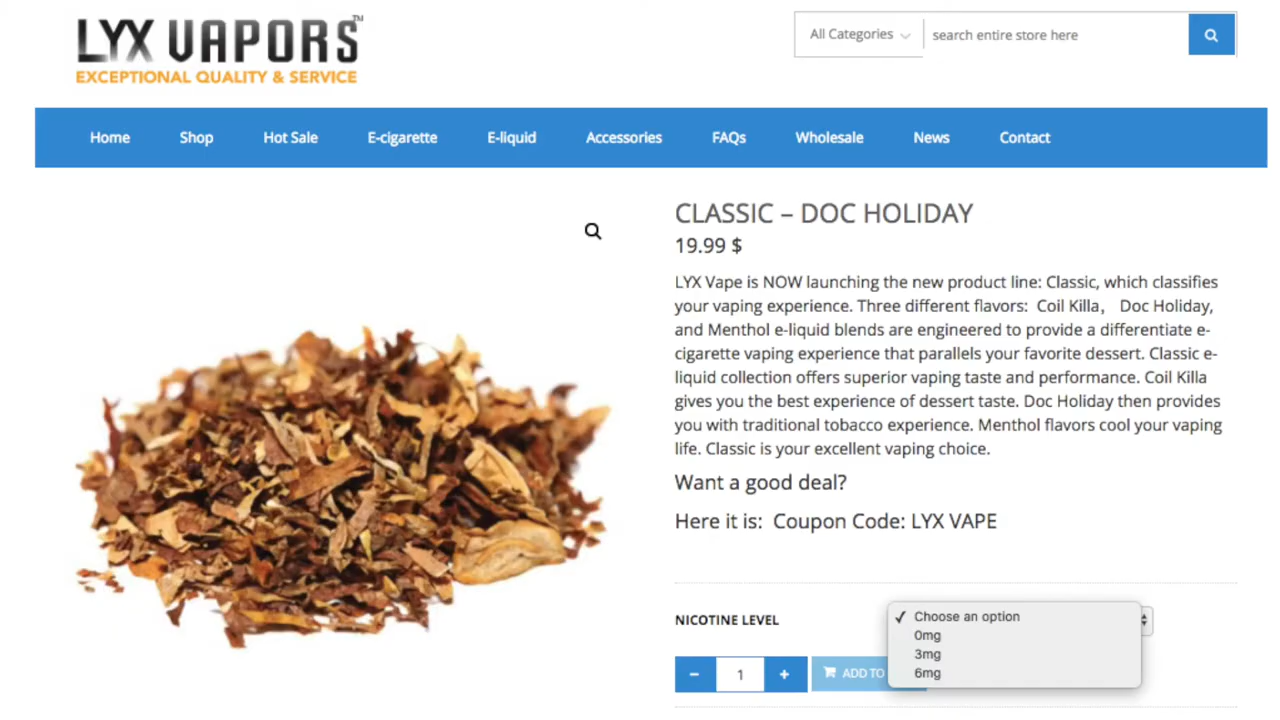 LYX VAPORS™
EXCEPTIONAL QUALITY & SERVICE
All Categories
search entire store here
Home
Shop
Hot Sale
E-cigarette
E-liquid
Accessories
FAQs
Wholesale
News
Contact
CLASSIC – DOC HOLIDAY
19.99 $
LYX Vape is NOW launching the new product line: Classic, which classifies
your vaping experience. Three different flavors:  Coil Killa,  Doc Holiday,
and Menthol e-liquid blends are engineered to provide a differentiate e-
cigarette vaping experience that parallels your favorite dessert. Classic e-
liquid collection offers superior vaping taste and performance. Coil Killa
gives you the best experience of dessert taste. Doc Holiday then provides
you with traditional tobacco experience. Menthol flavors cool your vaping
life. Classic is your excellent vaping choice.
Want a good deal?
Here it is:  Coupon Code: LYX VAPE
NICOTINE LEVEL
✓ Choose an option
0mg
3mg
6mg
− 1 +
ADD TO